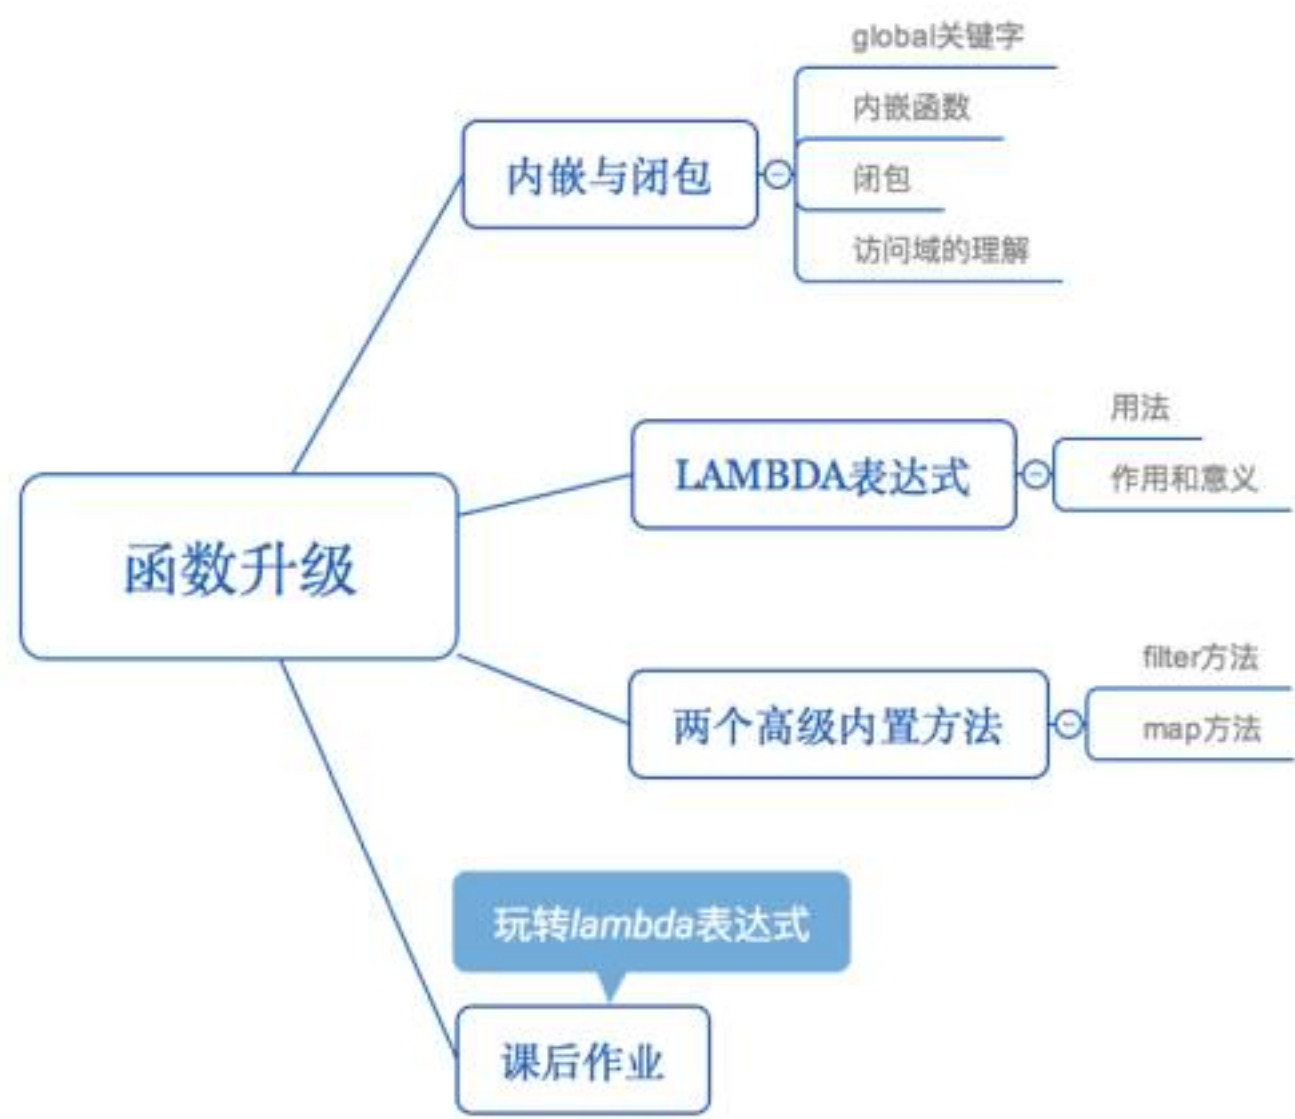 函数升级
内嵌与闭包
global关键字
内嵌函数
闭包
访问域的理解
LAMBDA表达式
用法
作用和意义
两个高级内置方法
filter方法
map方法
玩转lambda表达式
课后作业